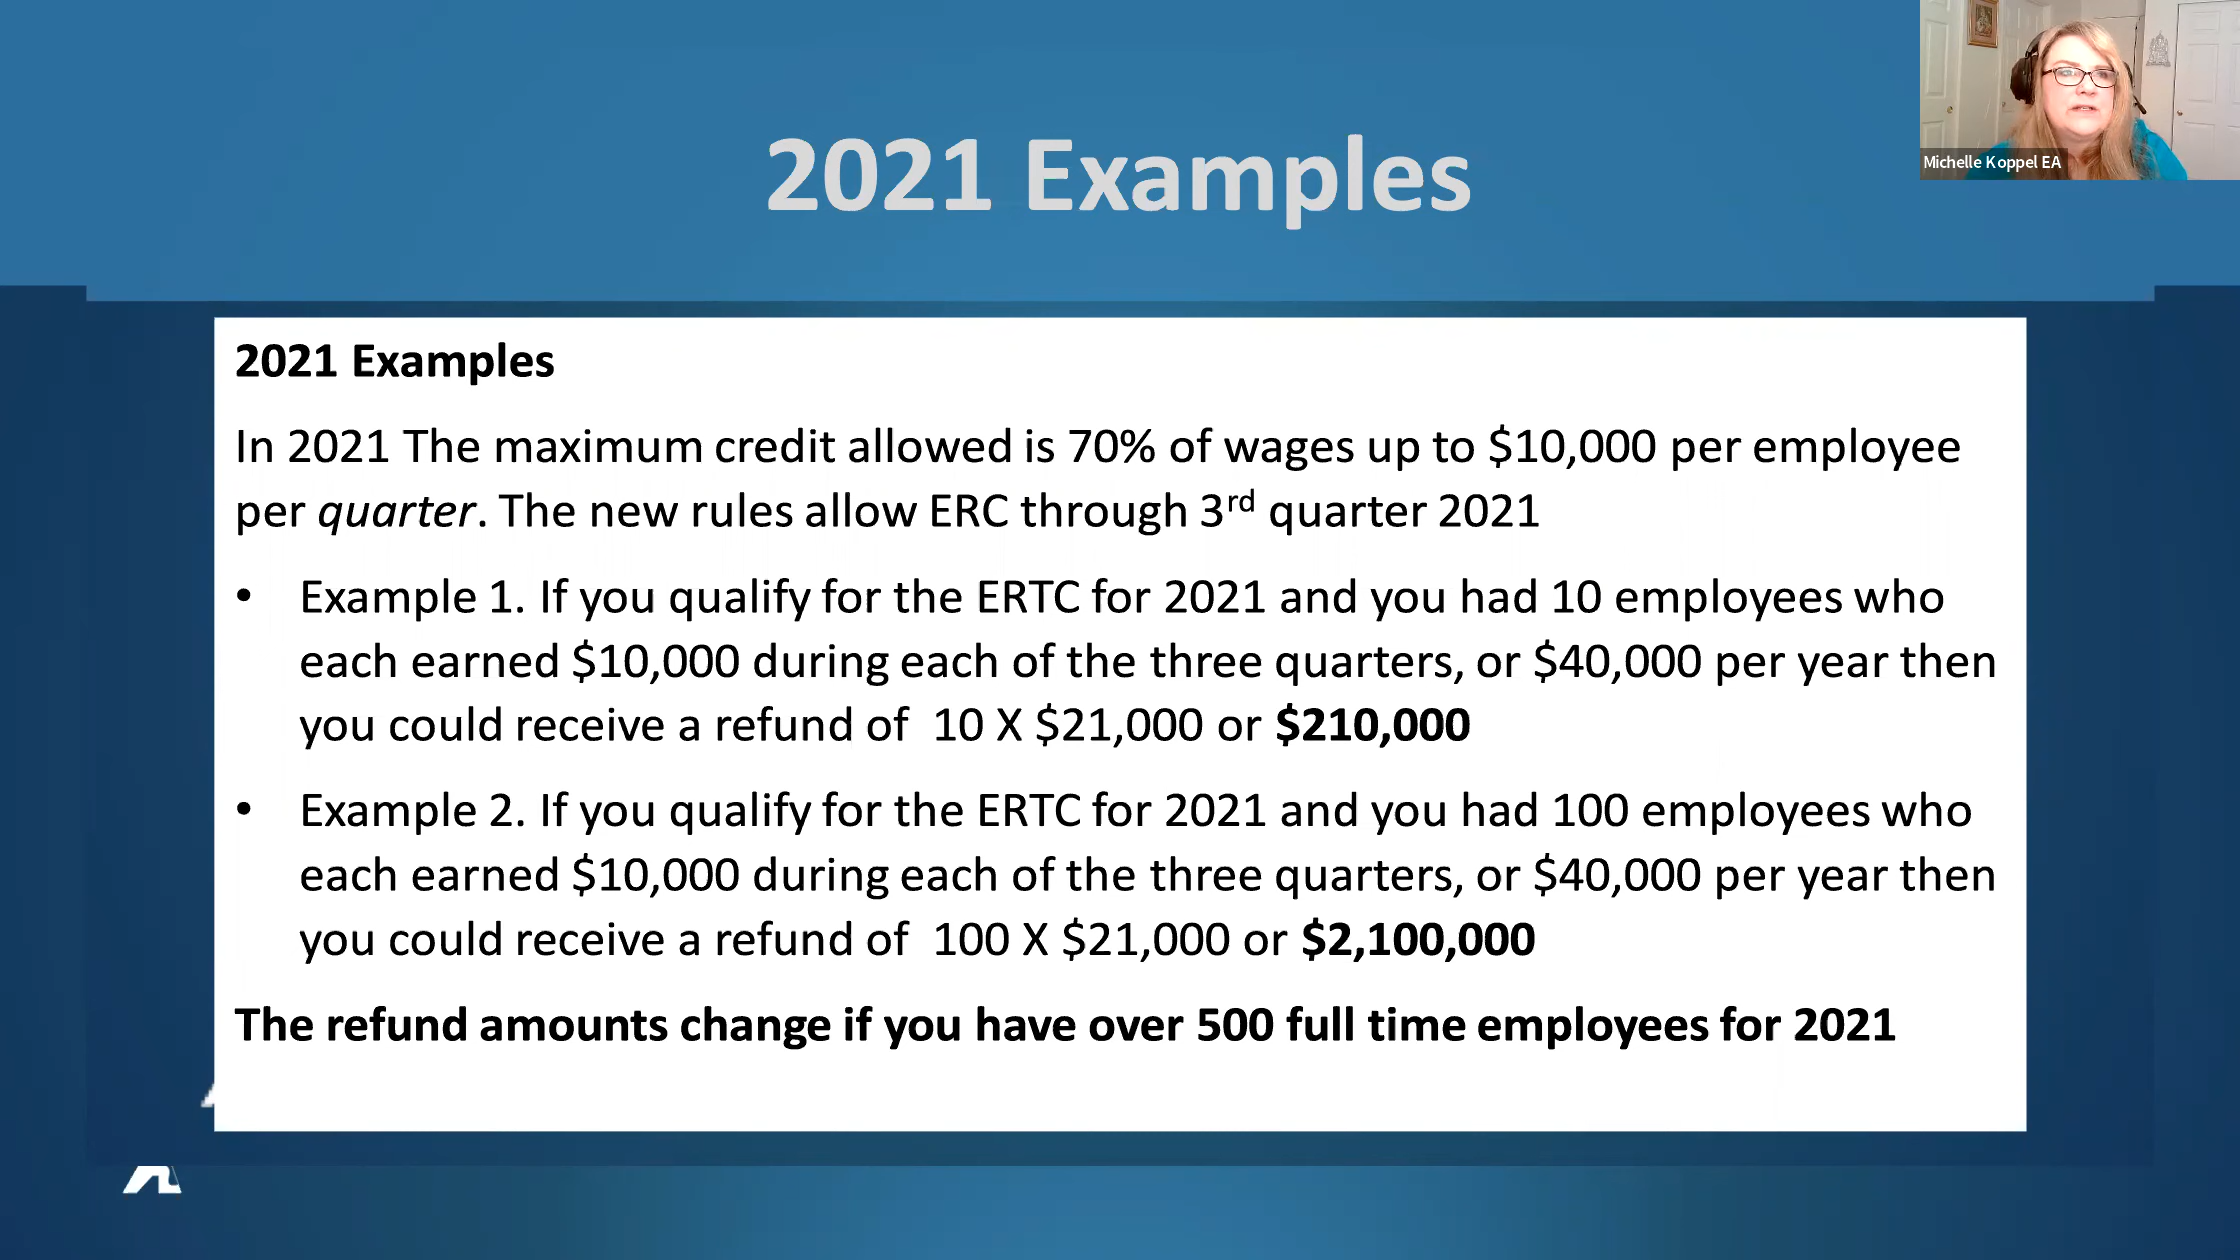 2021 Examples
Michelle Koppel EA
2021 Examples
In 2021 The maximum credit allowed is 70% of wages up to $10,000 per employee
per quarter. The new rules allow ERC through 3rd quarter 2021
• Example 1. If you qualify for the ERTC for 2021 and you had 10 employees who
each earned $10,000 during each of the three quarters, or $40,000 per year then
you could receive a refund of 10 X $21,000 or $210,000
• Example 2. If you qualify for the ERTC for 2021 and you had 100 employees who
each earned $10,000 during each of the three quarters, or $40,000 per year then
you could receive a refund of 100 X $21,000 or $2,100,000
The refund amounts change if you have over 500 full time employees for 2021